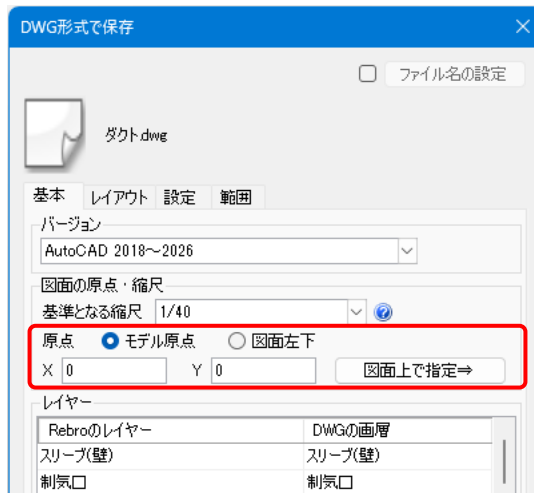 DWG形式で保存
ファイル名の設定
ダクト.dwg
基本 レイアウト 設定 範囲
バージョン
AutoCAD 2018～2026
図面の原点・縮尺
基準となる縮尺 1/40
原点 モデル原点 図面左下
X 0 Y 0 図面上で指定⇒
レイヤー
Rebroのレイヤー DWGの画層
スリーブ(壁) スリーブ(壁)
制気口 制気口